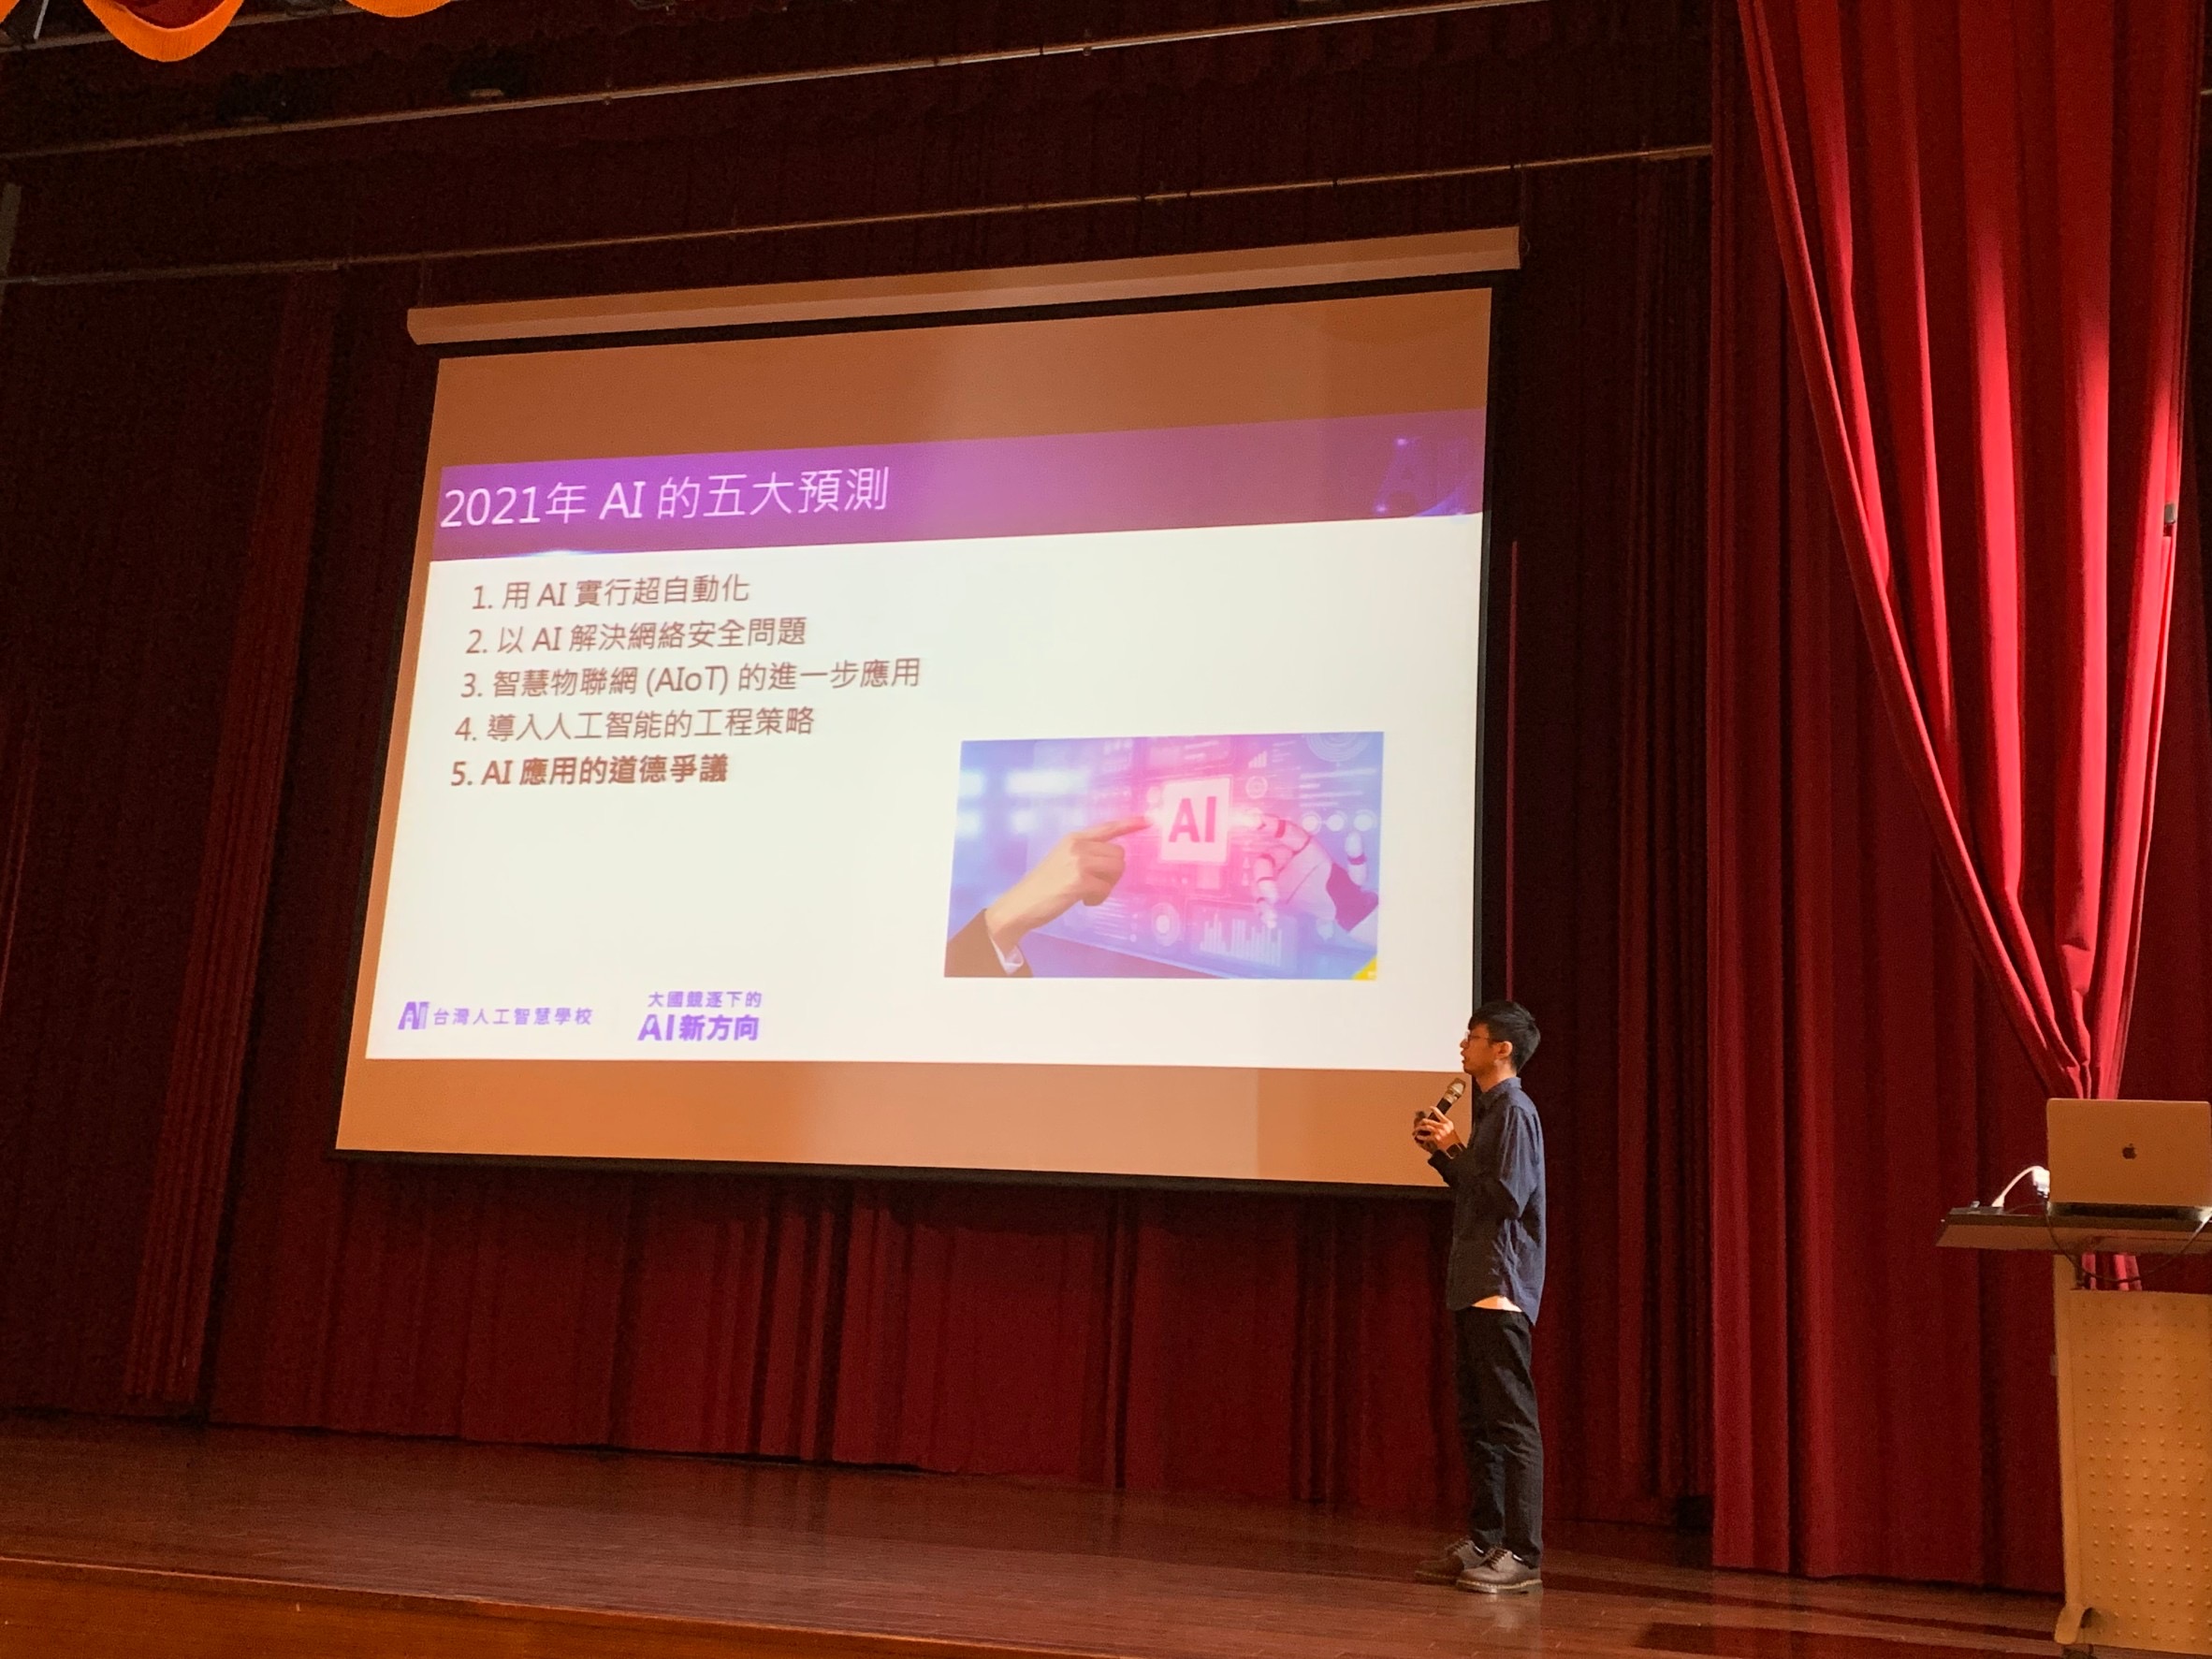 2021年 AI 的五大預測
1. 用 AI 實行超自動化
2. 以 AI 解決網絡安全問題
3. 智慧物聯網 (AIoT) 的進一步應用
4. 導入人工智能的工程策略
5. AI 應用的道德爭議
AI
AI 台灣人工智慧學校
大國競逐下的
AI新方向